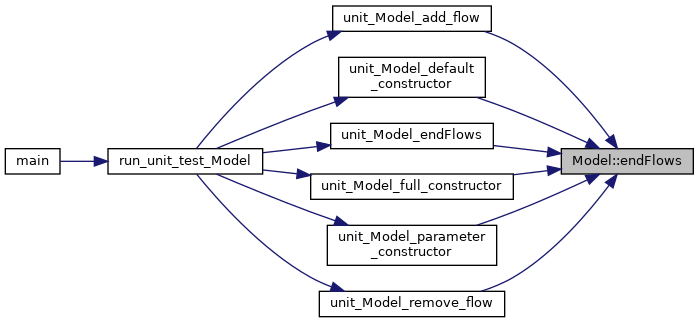 unit_Model_add_flow
unit_Model_default
_constructor
unit_Model_endFlows
main
run_unit_test_Model
Model::endFlows
unit_Model_full_constructor
unit_Model_parameter
_constructor
unit_Model_remove_flow